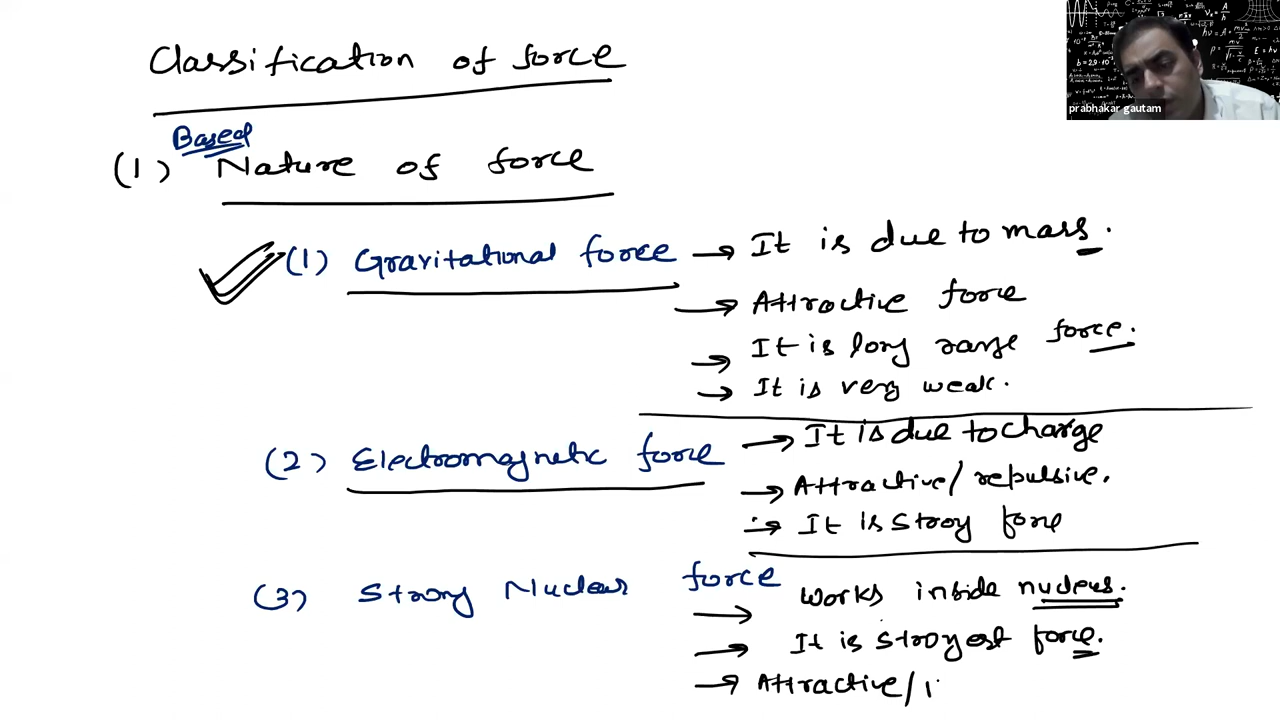 Classification of force
Based
(1) Nature of force
(1) Gravitational force → It is due to mass.
→ Attractive force
→ It is long range force.
→ It is very weak.
(2) Electromagnetic force → It is due to charge
→ Attractive / repulsive.
→ It is strong force
(3) Strong Nuclear force
→ works inside nucleus.
→ It is strongest force.
→ Attractive /
prabhakar gautam